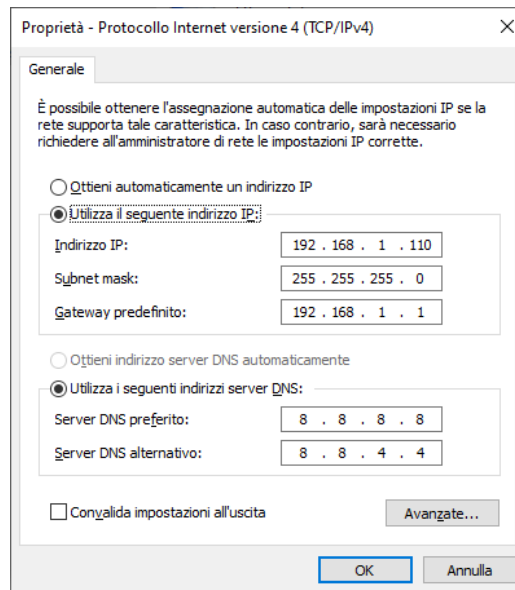 Proprietà - Protocollo Internet versione 4 (TCP/IPv4)
Generale
È possibile ottenere l'assegnazione automatica delle impostazioni IP se la
rete supporta tale caratteristica. In caso contrario, sarà necessario
richiedere all'amministratore di rete le impostazioni IP corrette.
Ottieni automaticamente un indirizzo IP
Utilizza il seguente indirizzo IP:
Indirizzo IP: 192 . 168 . 1 . 110
Subnet mask: 255 . 255 . 255 . 0
Gateway predefinito: 192 . 168 . 1 . 1
Ottieni indirizzo server DNS automaticamente
Utilizza i seguenti indirizzi server DNS:
Server DNS preferito: 8 . 8 . 8 . 8
Server DNS alternativo: 8 . 8 . 4 . 4
Convalida impostazioni all'uscita
Avanzate...
OK Annulla